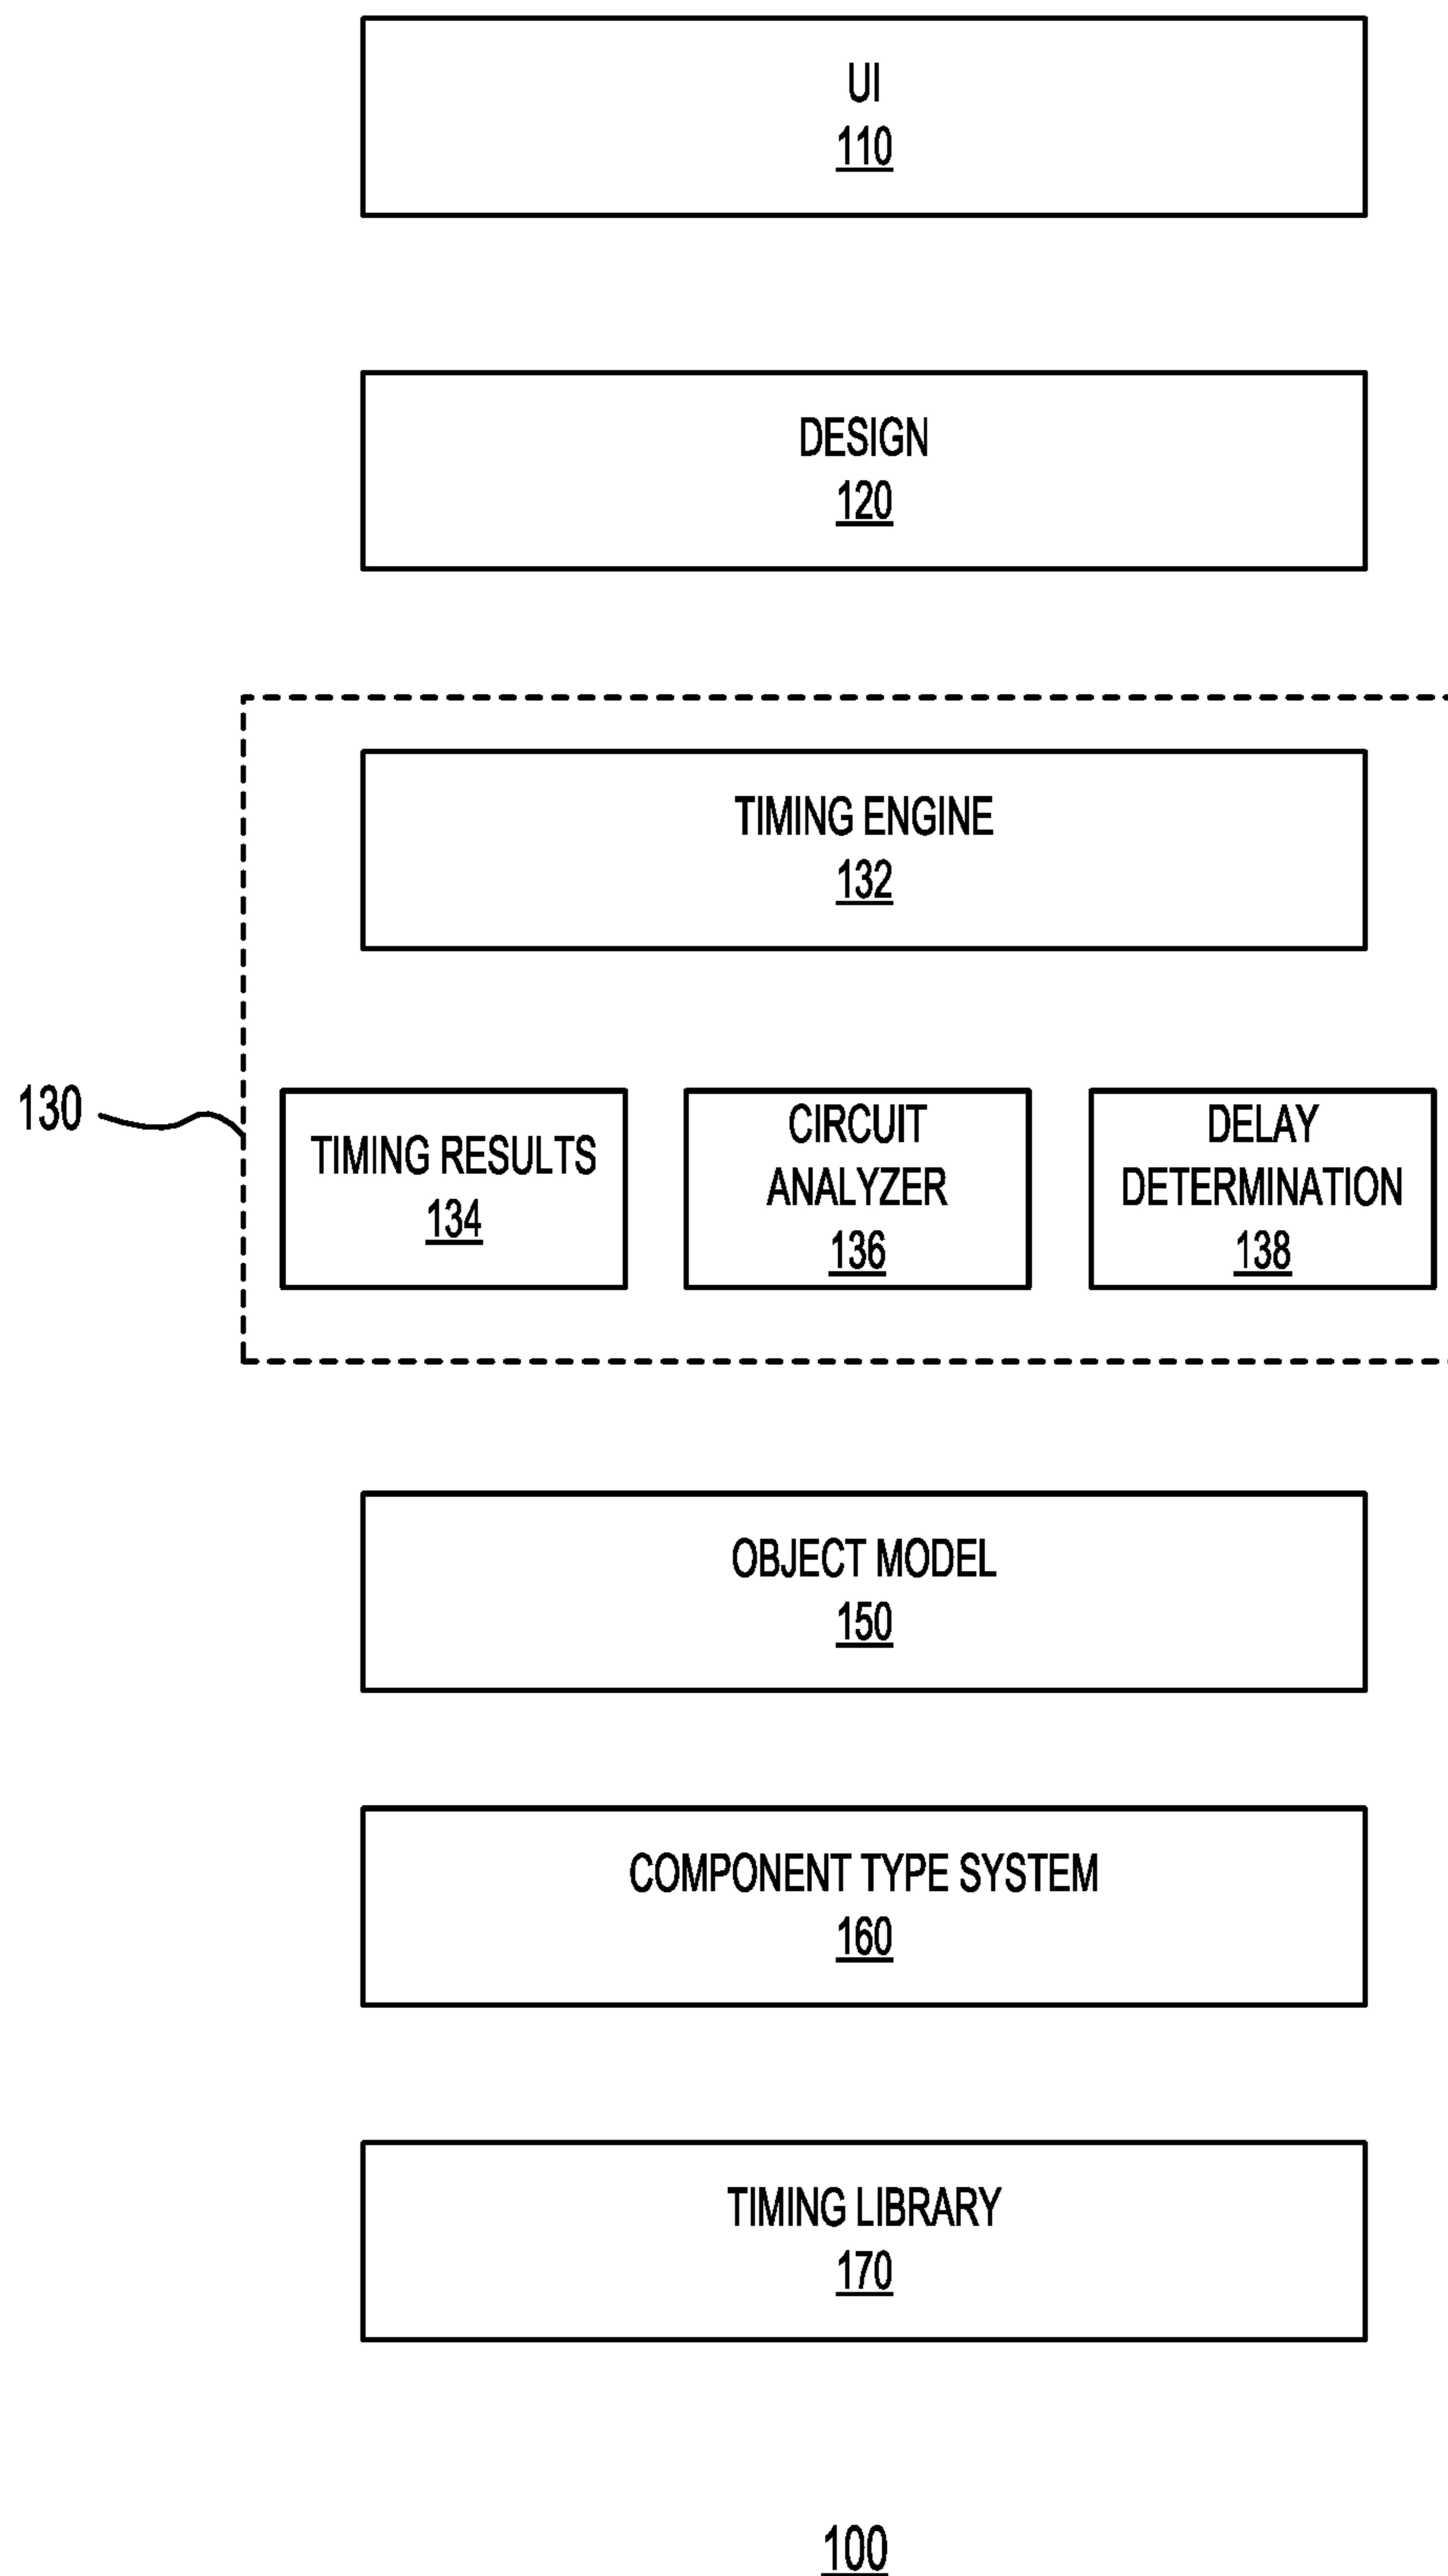 UI
110
DESIGN
120
TIMING ENGINE
132
130
TIMING RESULTS
134
CIRCUIT
ANALYZER
136
DELAY
DETERMINATION
138
OBJECT MODEL
150
COMPONENT TYPE SYSTEM
160
TIMING LIBRARY
170
100